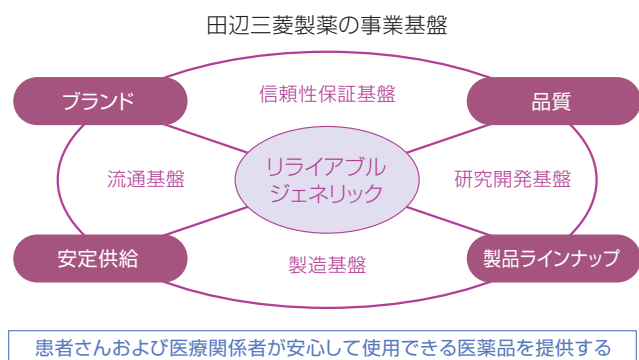 田辺三菱製薬の事業基盤
ブランド
信頼性保証基盤
品質
流通基盤
リライアブル
ジェネリック
研究開発基盤
安定供給
製造基盤
製品ラインナップ
患者さんおよび医療関係者が安心して使用できる医薬品を提供する